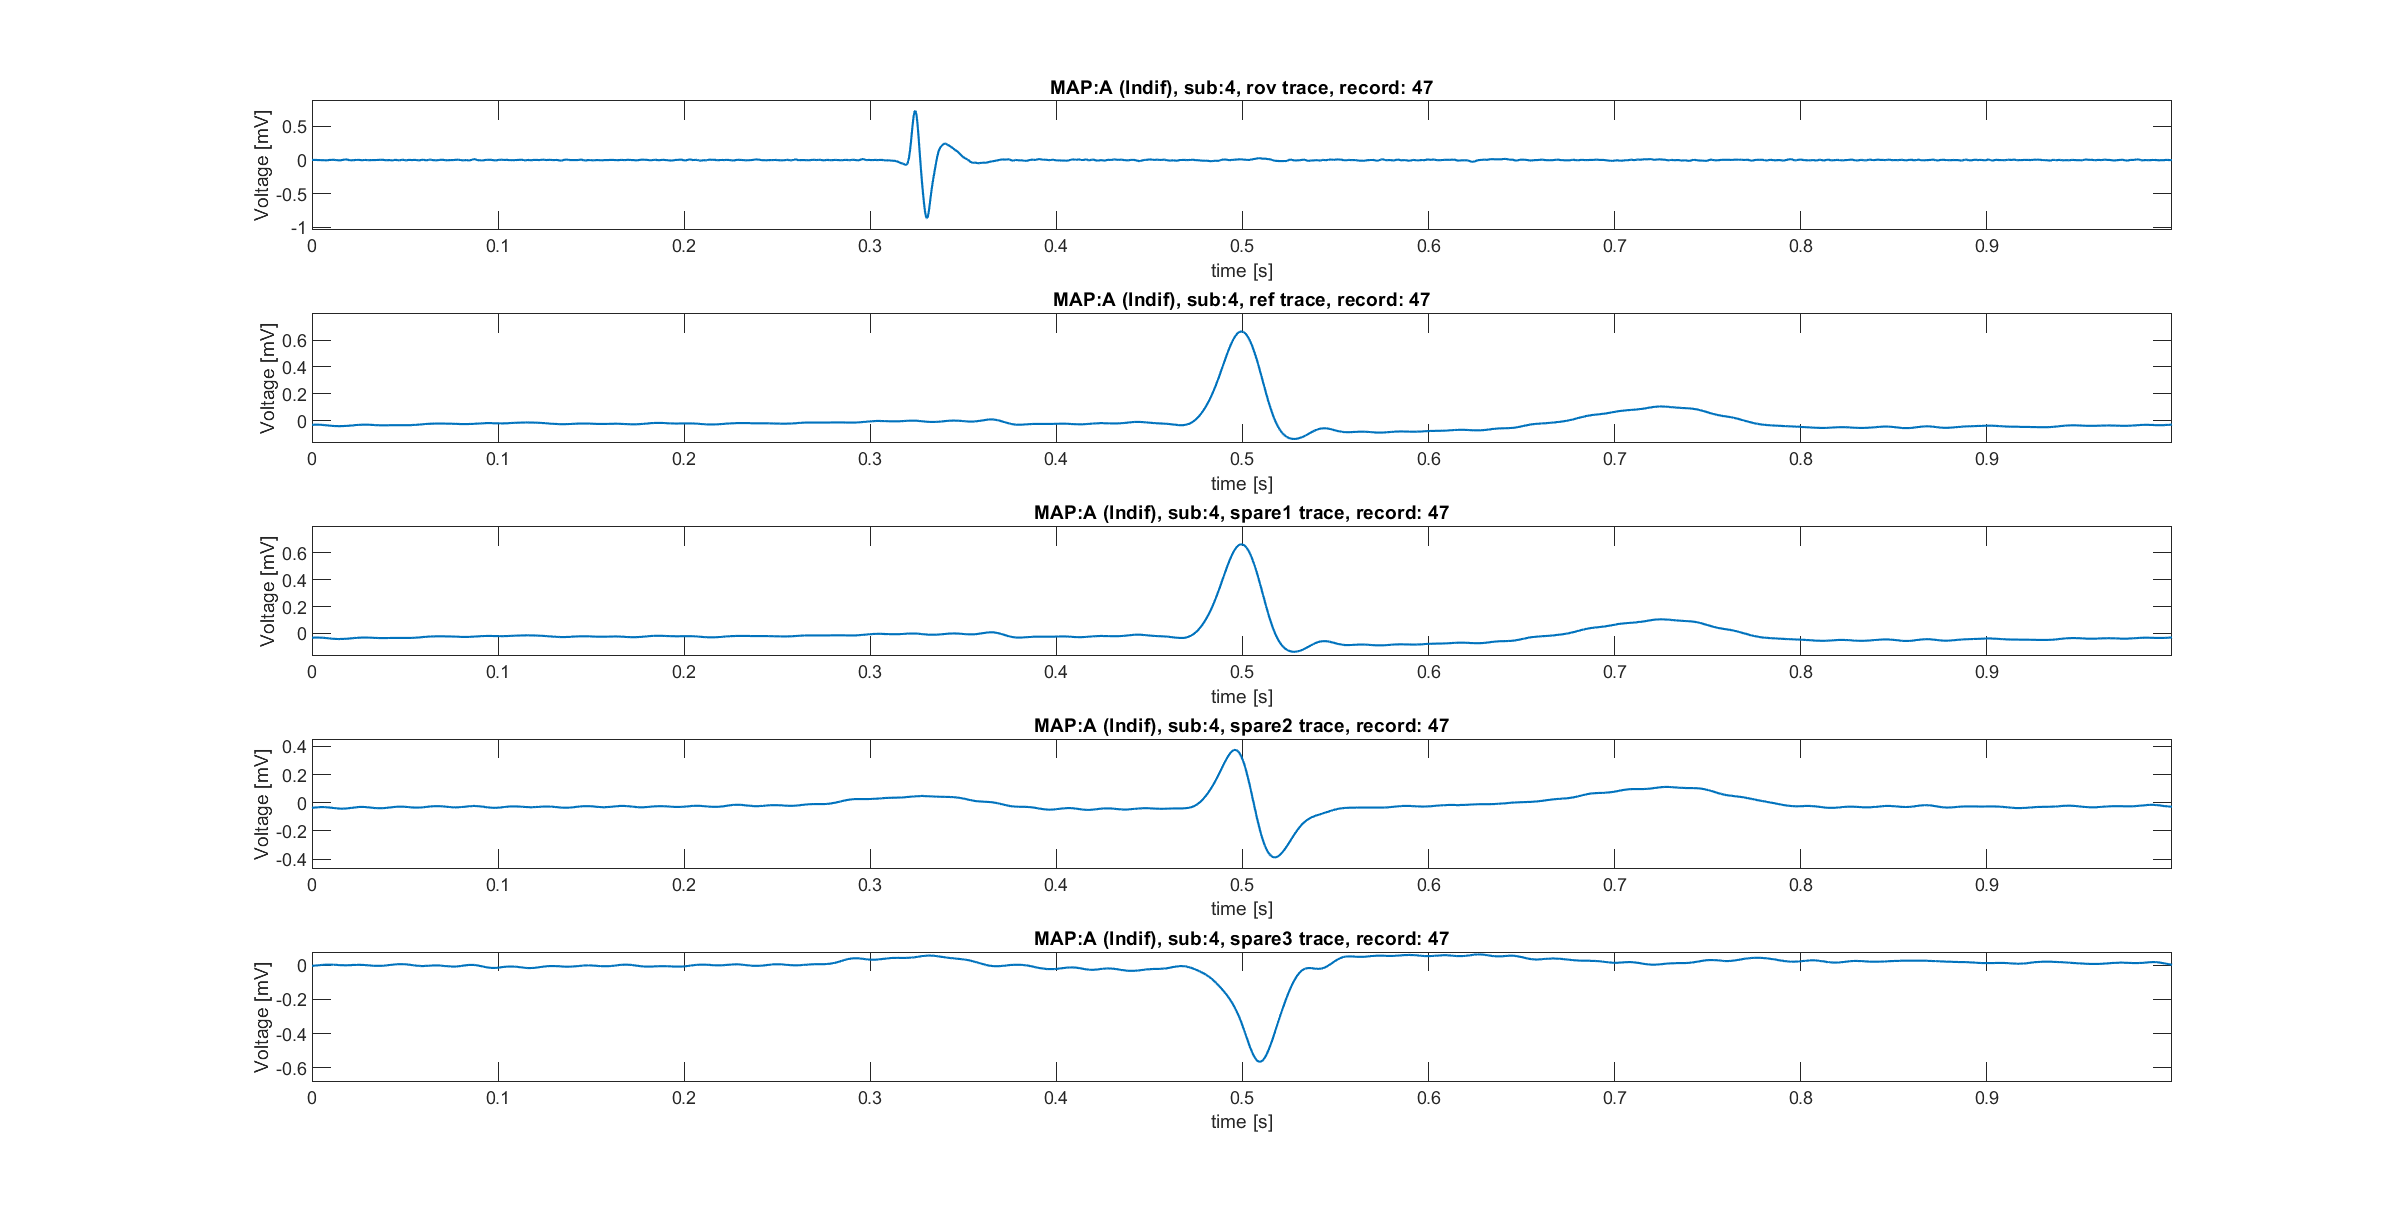 MAP:A (Indif), sub:4, rov trace, record: 47
Voltage [mV]
0.5
0
-0.5
-1
0 0.1 0.2 0.3 0.4 0.5 0.6 0.7 0.8 0.9
time [s]
MAP:A (Indif), sub:4, ref trace, record: 47
Voltage [mV]
0.6
0.4
0.2
0
0 0.1 0.2 0.3 0.4 0.5 0.6 0.7 0.8 0.9
time [s]
MAP:A (Indif), sub:4, spare1 trace, record: 47
Voltage [mV]
0.6
0.4
0.2
0
0 0.1 0.2 0.3 0.4 0.5 0.6 0.7 0.8 0.9
time [s]
MAP:A (Indif), sub:4, spare2 trace, record: 47
Voltage [mV]
0.4
0.2
0
-0.2
-0.4
0 0.1 0.2 0.3 0.4 0.5 0.6 0.7 0.8 0.9
time [s]
MAP:A (Indif), sub:4, spare3 trace, record: 47
Voltage [mV]
0
-0.2
-0.4
-0.6
0 0.1 0.2 0.3 0.4 0.5 0.6 0.7 0.8 0.9
time [s]